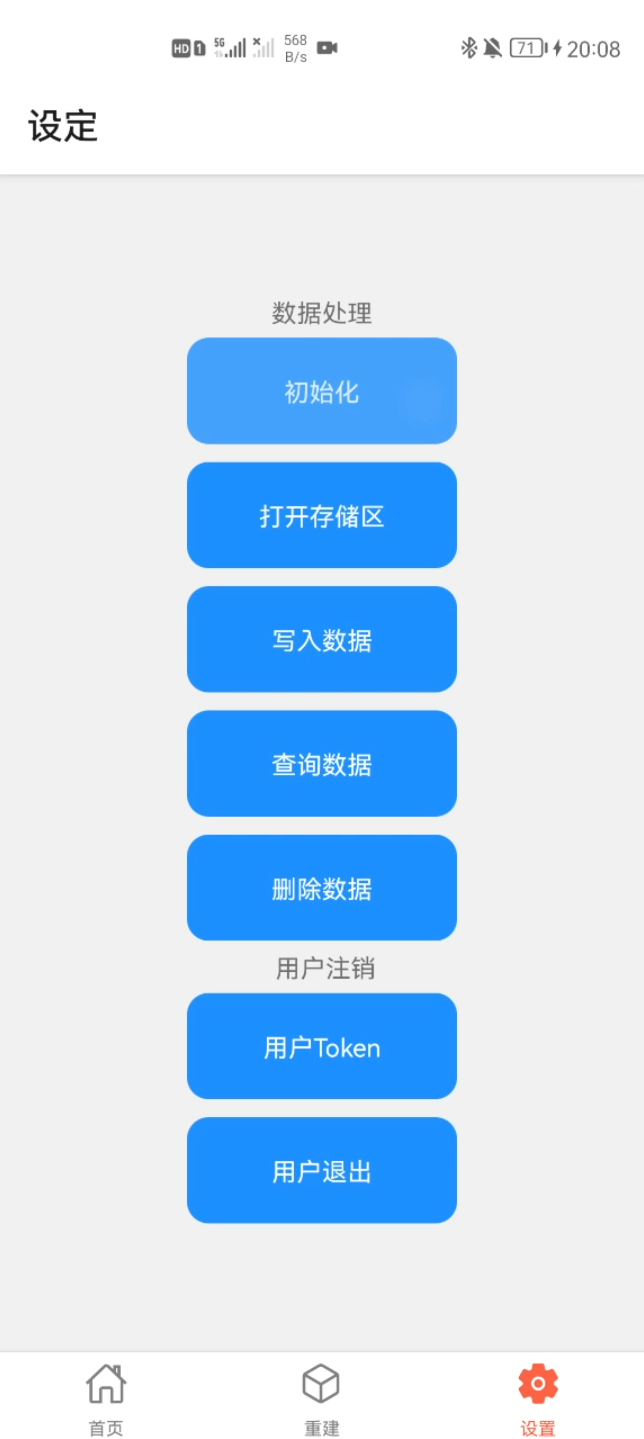 HD 1 5G 568 B/s 71 20:08
设定
数据处理
初始化
打开存储区
写入数据
查询数据
删除数据
用户注销
用户Token
用户退出
首页 重建 设置